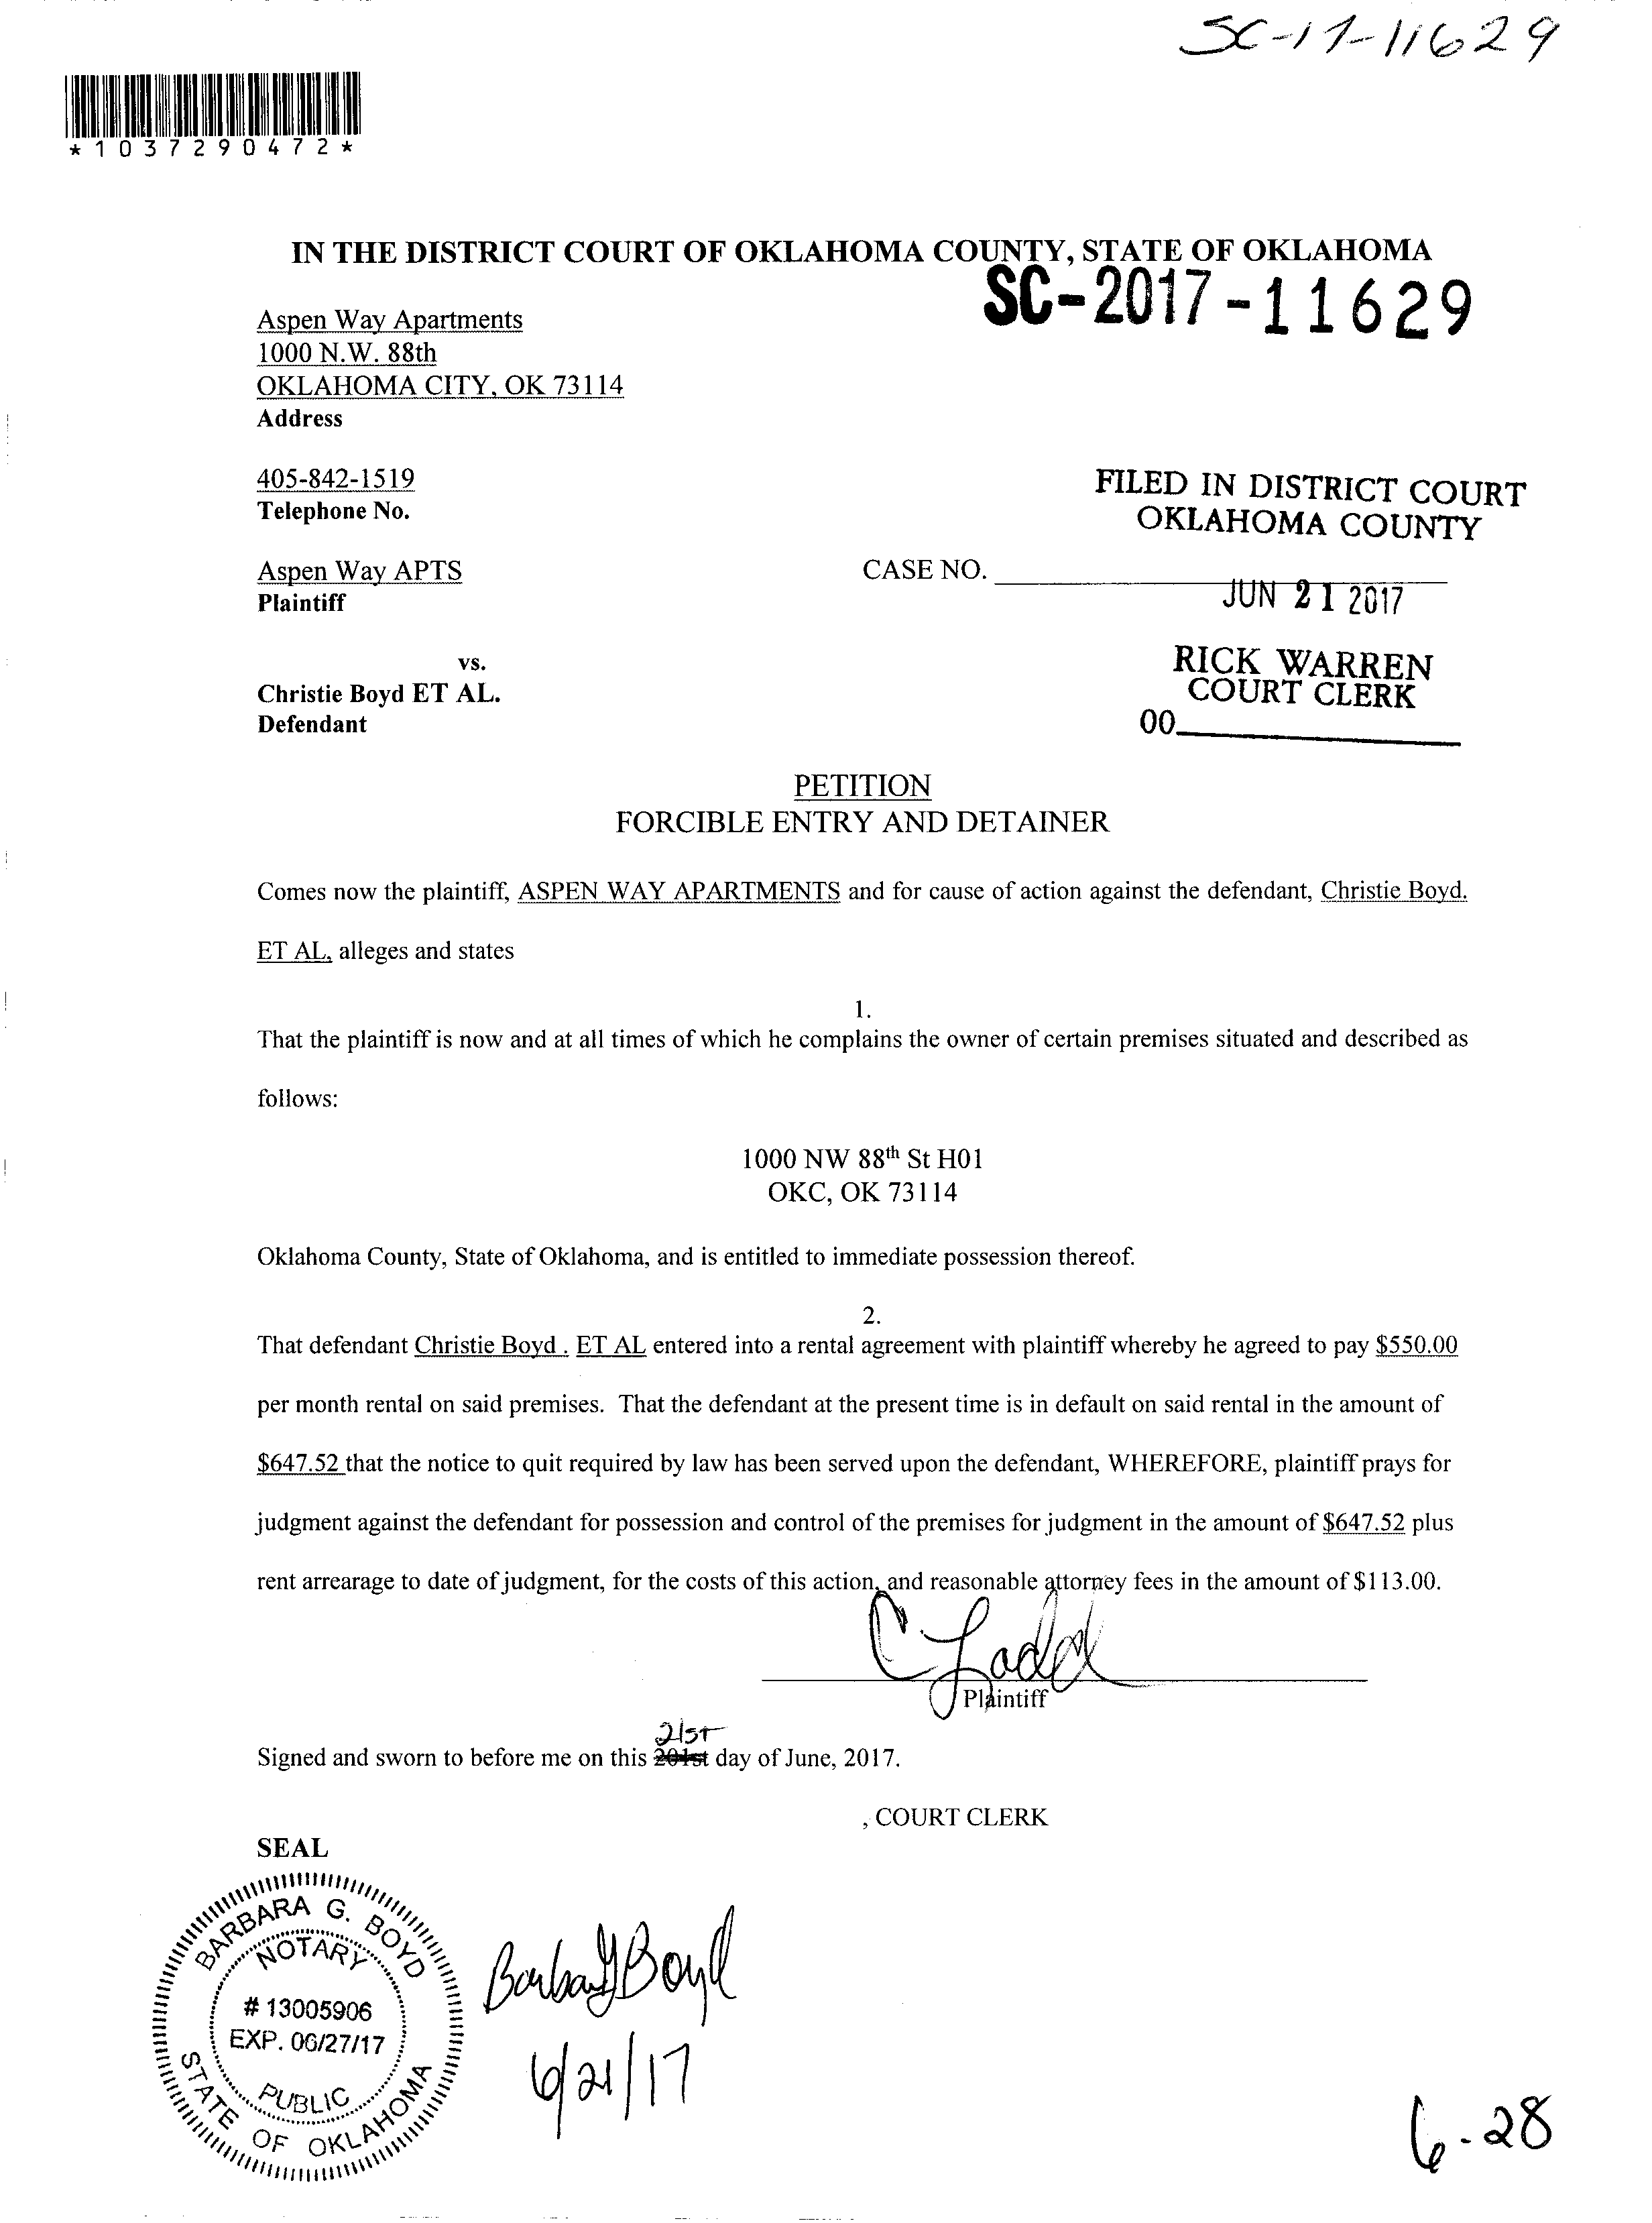 SC-17-11629
*1037290472*
IN THE DISTRICT COURT OF OKLAHOMA COUNTY, STATE OF OKLAHOMA
SC-2017-11629
Aspen Way Apartments
1000 N.W. 88th
OKLAHOMA CITY, OK 73114
Address
405-842-1519
Telephone No.
FILED IN DISTRICT COURT
OKLAHOMA COUNTY
Aspen Way APTS
Plaintiff
CASE NO.
JUN 21 2017
vs.
Christie Boyd ET AL.
Defendant
RICK WARREN
COURT CLERK
00
PETITION
FORCIBLE ENTRY AND DETAINER
Comes now the plaintiff, ASPEN WAY APARTMENTS and for cause of action against the defendant, Christie Boyd.
ET AL, alleges and states
1.
That the plaintiff is now and at all times of which he complains the owner of certain premises situated and described as
follows:
1000 NW 88th St H01
OKC, OK 73114
Oklahoma County, State of Oklahoma, and is entitled to immediate possession thereof.
2.
That defendant Christie Boyd . ET AL entered into a rental agreement with plaintiff whereby he agreed to pay $550.00
per month rental on said premises. That the defendant at the present time is in default on said rental in the amount of
$647.52 that the notice to quit required by law has been served upon the defendant, WHEREFORE, plaintiff prays for
judgment against the defendant for possession and control of the premises for judgment in the amount of $647.52 plus
rent arrearage to date of judgment, for the costs of this action, and reasonable attorney fees in the amount of $113.00.
C Ladd
Plaintiff
21st
Signed and sworn to before me on this 201st day of June, 2017.
, COURT CLERK
SEAL
BARBARA G. BOYD
NOTARY
# 13005906
EXP. 06/27/17
PUBLIC
STATE OF OKLAHOMA
Barbara G Boyd
6/21/17
6-28